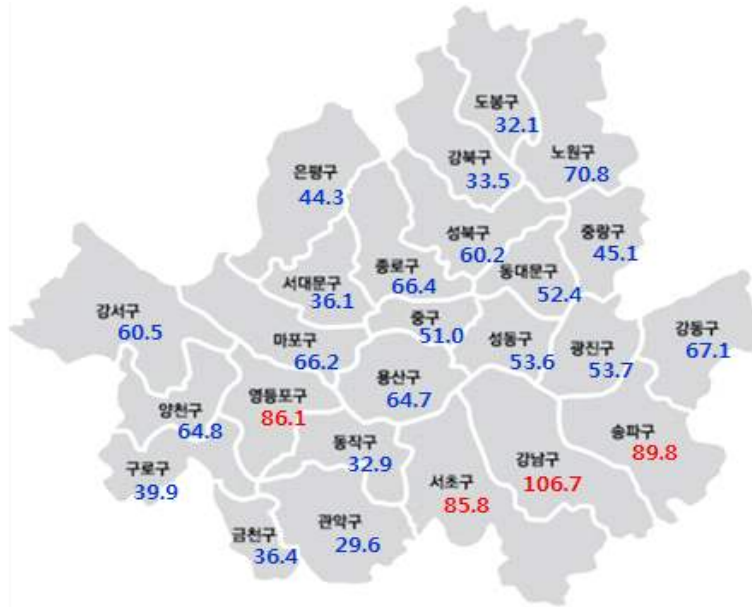 도봉구
32.1
강북구
33.5
노원구
70.8
은평구
44.3
성북구
60.2
중랑구
45.1
동대문구
52.4
종로구
66.4
서대문구
36.1
강서구
60.5
마포구
66.2
중구
51.0
성동구
53.6
광진구
53.7
강동구
67.1
용산구
64.7
영등포구
86.1
양천구
64.8
동작구
32.9
송파구
89.8
강남구
106.7
서초구
85.8
구로구
39.9
관악구
29.6
금천구
36.4